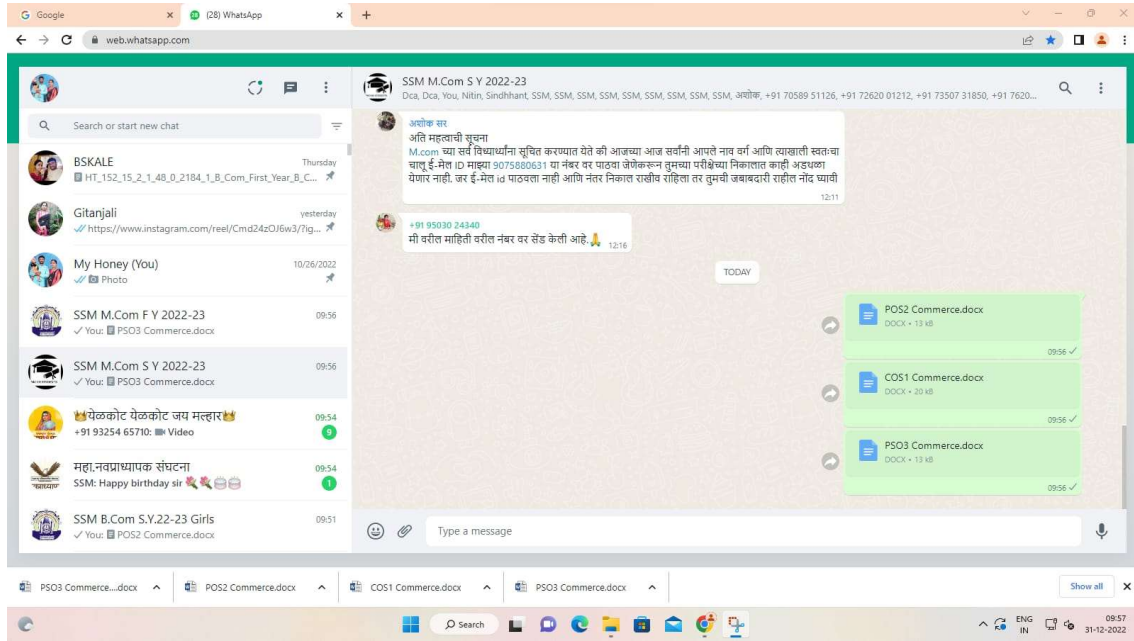 Google
(28) WhatsApp
web.whatsapp.com
SSM M.Com S Y 2022-23
Dca, Dca, You, Nitin, Sindhhant, SSM, SSM, SSM, SSM, SSM, SSM, SSM, SSM, SSM, अशोक, +91 70589 51126, +91 72620 01212, +91 73507 31850, +91 7620...
Search or start new chat
BSKALE
Thursday
HT_152_15_2_1_48_0_2184_1_B_Com_First_Year_B_C...
Gitanjali
yesterday
https://www.instagram.com/reel/Cmd24zOJ6w3/?ig...
My Honey (You)
10/26/2022
Photo
SSM M.Com F Y 2022-23
09:56
You: PSO3 Commerce.docx
SSM M.Com S Y 2022-23
09:56
You: PSO3 Commerce.docx
येळकोट येळकोट जय मल्हार
09:54
+91 93254 65710: Video
9
महा.नवप्राध्यापक संघटना
09:54
SSM: Happy birthday sir
1
SSM B.Com S.Y.22-23 Girls
09:51
You: POS2 Commerce.docx
अशोक सर
अति महत्वाची सूचना
M.com च्या सर्व विद्यार्थ्यांना सूचित करण्यात येते की आजच्या आज सर्वांनी आपले नाव वर्ग आणि त्याखाली स्वतःचा
चालू ई-मेल ID माझ्या 9075880631 या नंबर वर पाठवा जेणेकरून तुमच्या परीक्षेच्या निकालात काही अडथळा
येणार नाही. जर ई-मेल id पाठवला नाही आणि नंतर निकाल राखीव राहिला तर तुमची जबाबदारी राहील नोंद घ्यावी
12:11
+91 95030 24340
मी वरील माहिती वरील नंबर वर सेंड केली आहे.
12:16
TODAY
POS2 Commerce.docx
DOCX • 13 kB
09:56
COS1 Commerce.docx
DOCX • 20 kB
09:56
PSO3 Commerce.docx
DOCX • 13 kB
09:56
Type a message
PSO3 Commerce....docx
POS2 Commerce.docx
COS1 Commerce.docx
PSO3 Commerce.docx
Show all
Search
ENG
IN
09:57
31-12-2022